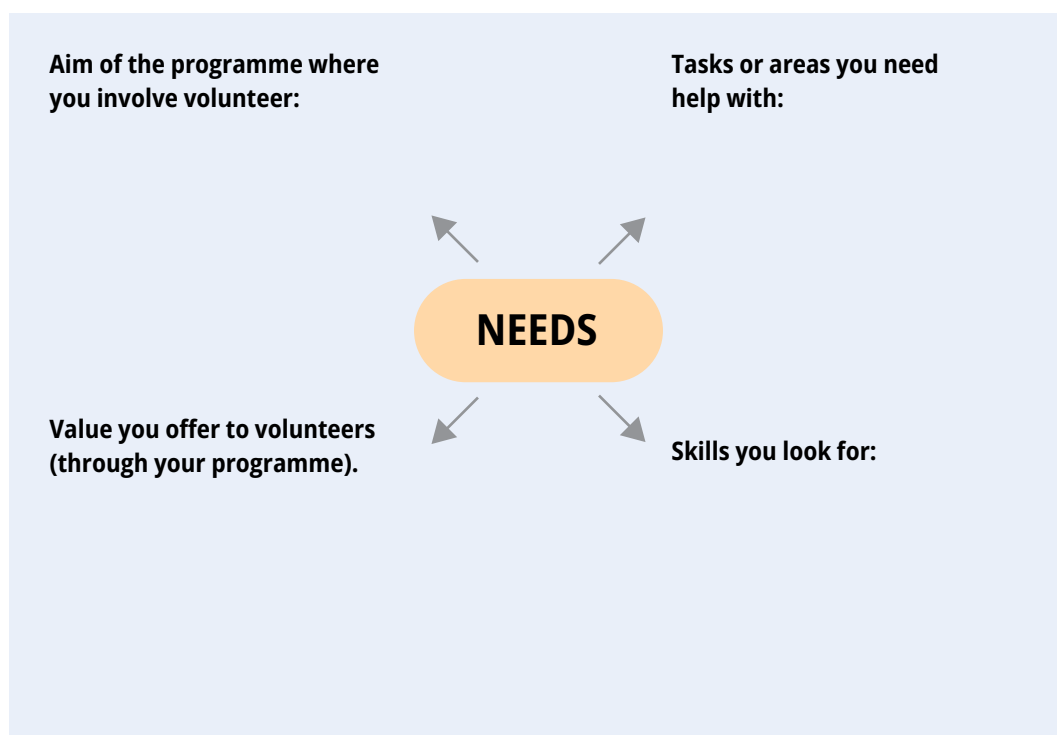 Aim of the programme where
you involve volunteer:
Tasks or areas you need
help with:
NEEDS
Value you offer to volunteers
(through your programme).
Skills you look for: